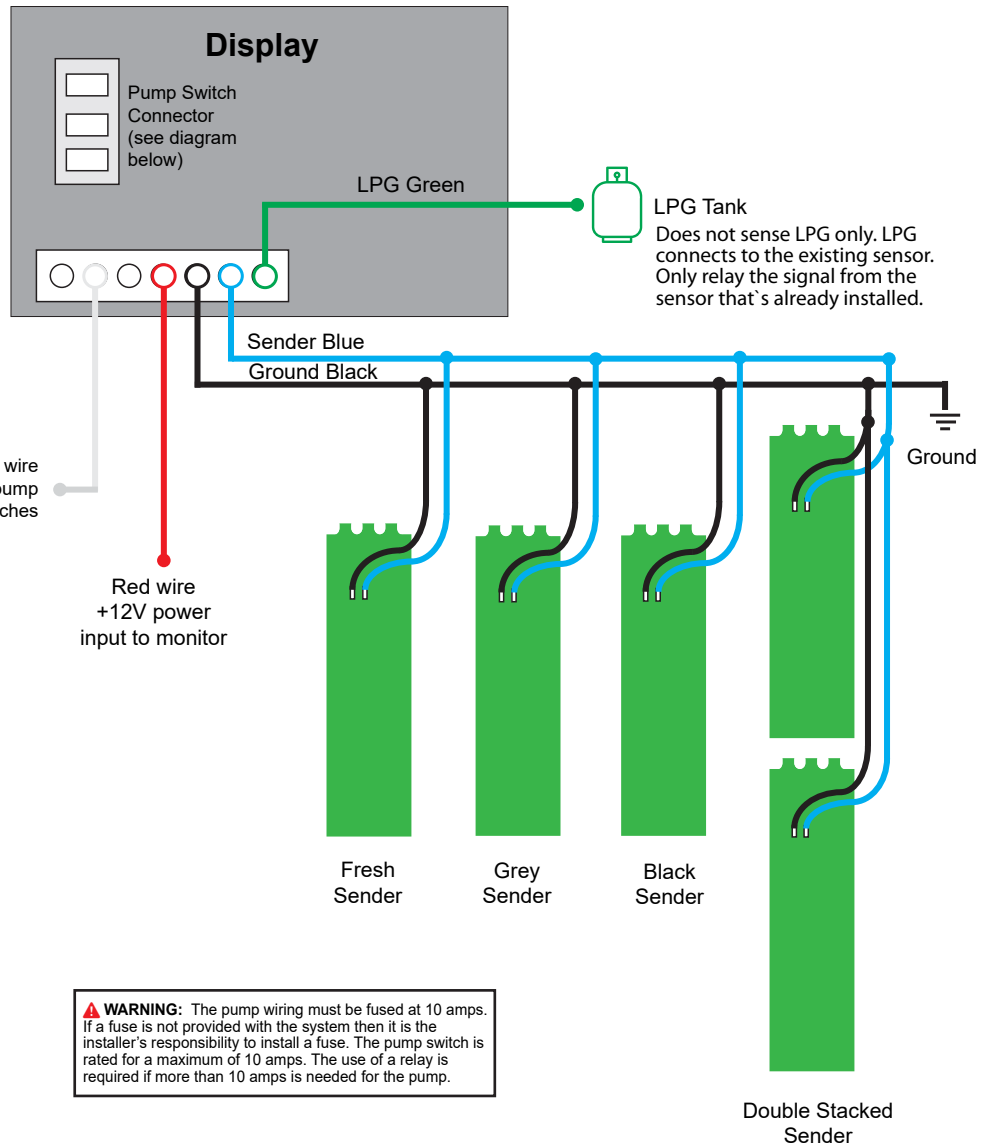 Display
Pump Switch
Connector
(see diagram
below)
LPG Green
LPG Tank
Does not sense LPG only. LPG
connects to the existing sensor.
Only relay the signal from the
sensor that`s already installed.
Sender Blue
Ground Black
Ground
wire
Red wire
+12V power
input to monitor
Fresh
Sender
Grey
Sender
Black
Sender
WARNING: The pump wiring must be fused at 10 amps.
If a fuse is not provided with the system then it is the
installer's responsibility to install a fuse. The pump switch is
rated for a maximum of 10 amps. The use of a relay is
required if more than 10 amps is needed for the pump.
Double Stacked
Sender